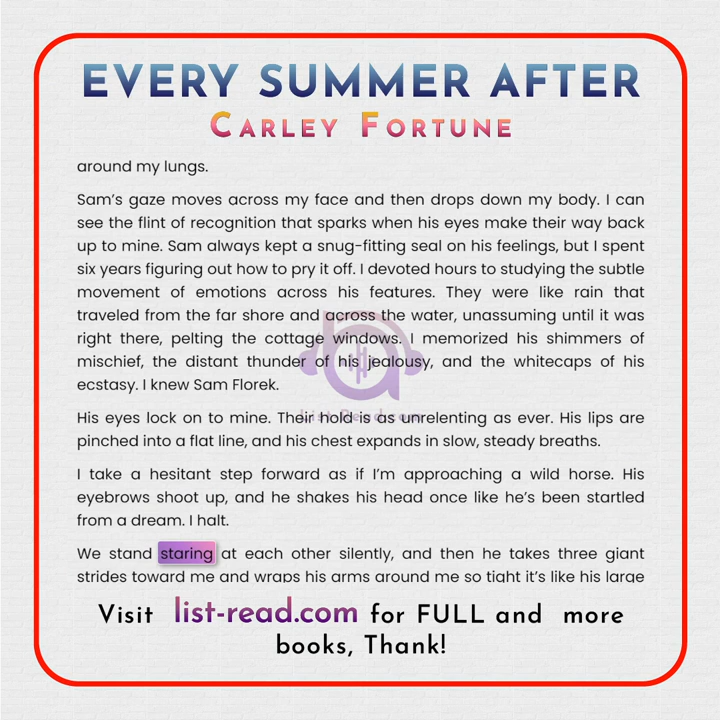 EVERY SUMMER AFTER
CARLEY FORTUNE
around my lungs.
Sam's gaze moves across my face and then drops down my body. I can
see the flint of recognition that sparks when his eyes make their way back
up to mine. Sam always kept a snug-fitting seal on his feelings, but I spent
six years figuring out how to pry it off. I devoted hours to studying the subtle
movement of emotions across his features. They were like rain that
traveled from the far shore and across the water, unassuming until it was
right there, pelting the cottage windows. I memorized his shimmers of
mischief, the distant thunder of his jealousy, and the whitecaps of his
ecstasy. I knew Sam Florek.
List-Read.com
His eyes lock on to mine. Their hold is as unrelenting as ever. His lips are
pinched into a flat line, and his chest expands in slow, steady breaths.
I take a hesitant step forward as if I'm approaching a wild horse. His
eyebrows shoot up, and he shakes his head once like he's been startled
from a dream. I halt.
We stand staring at each other silently, and then he takes three giant
strides toward me and wraps his arms around me so tight it's like his large
Visit list-read.com for FULL and more
books, Thank!